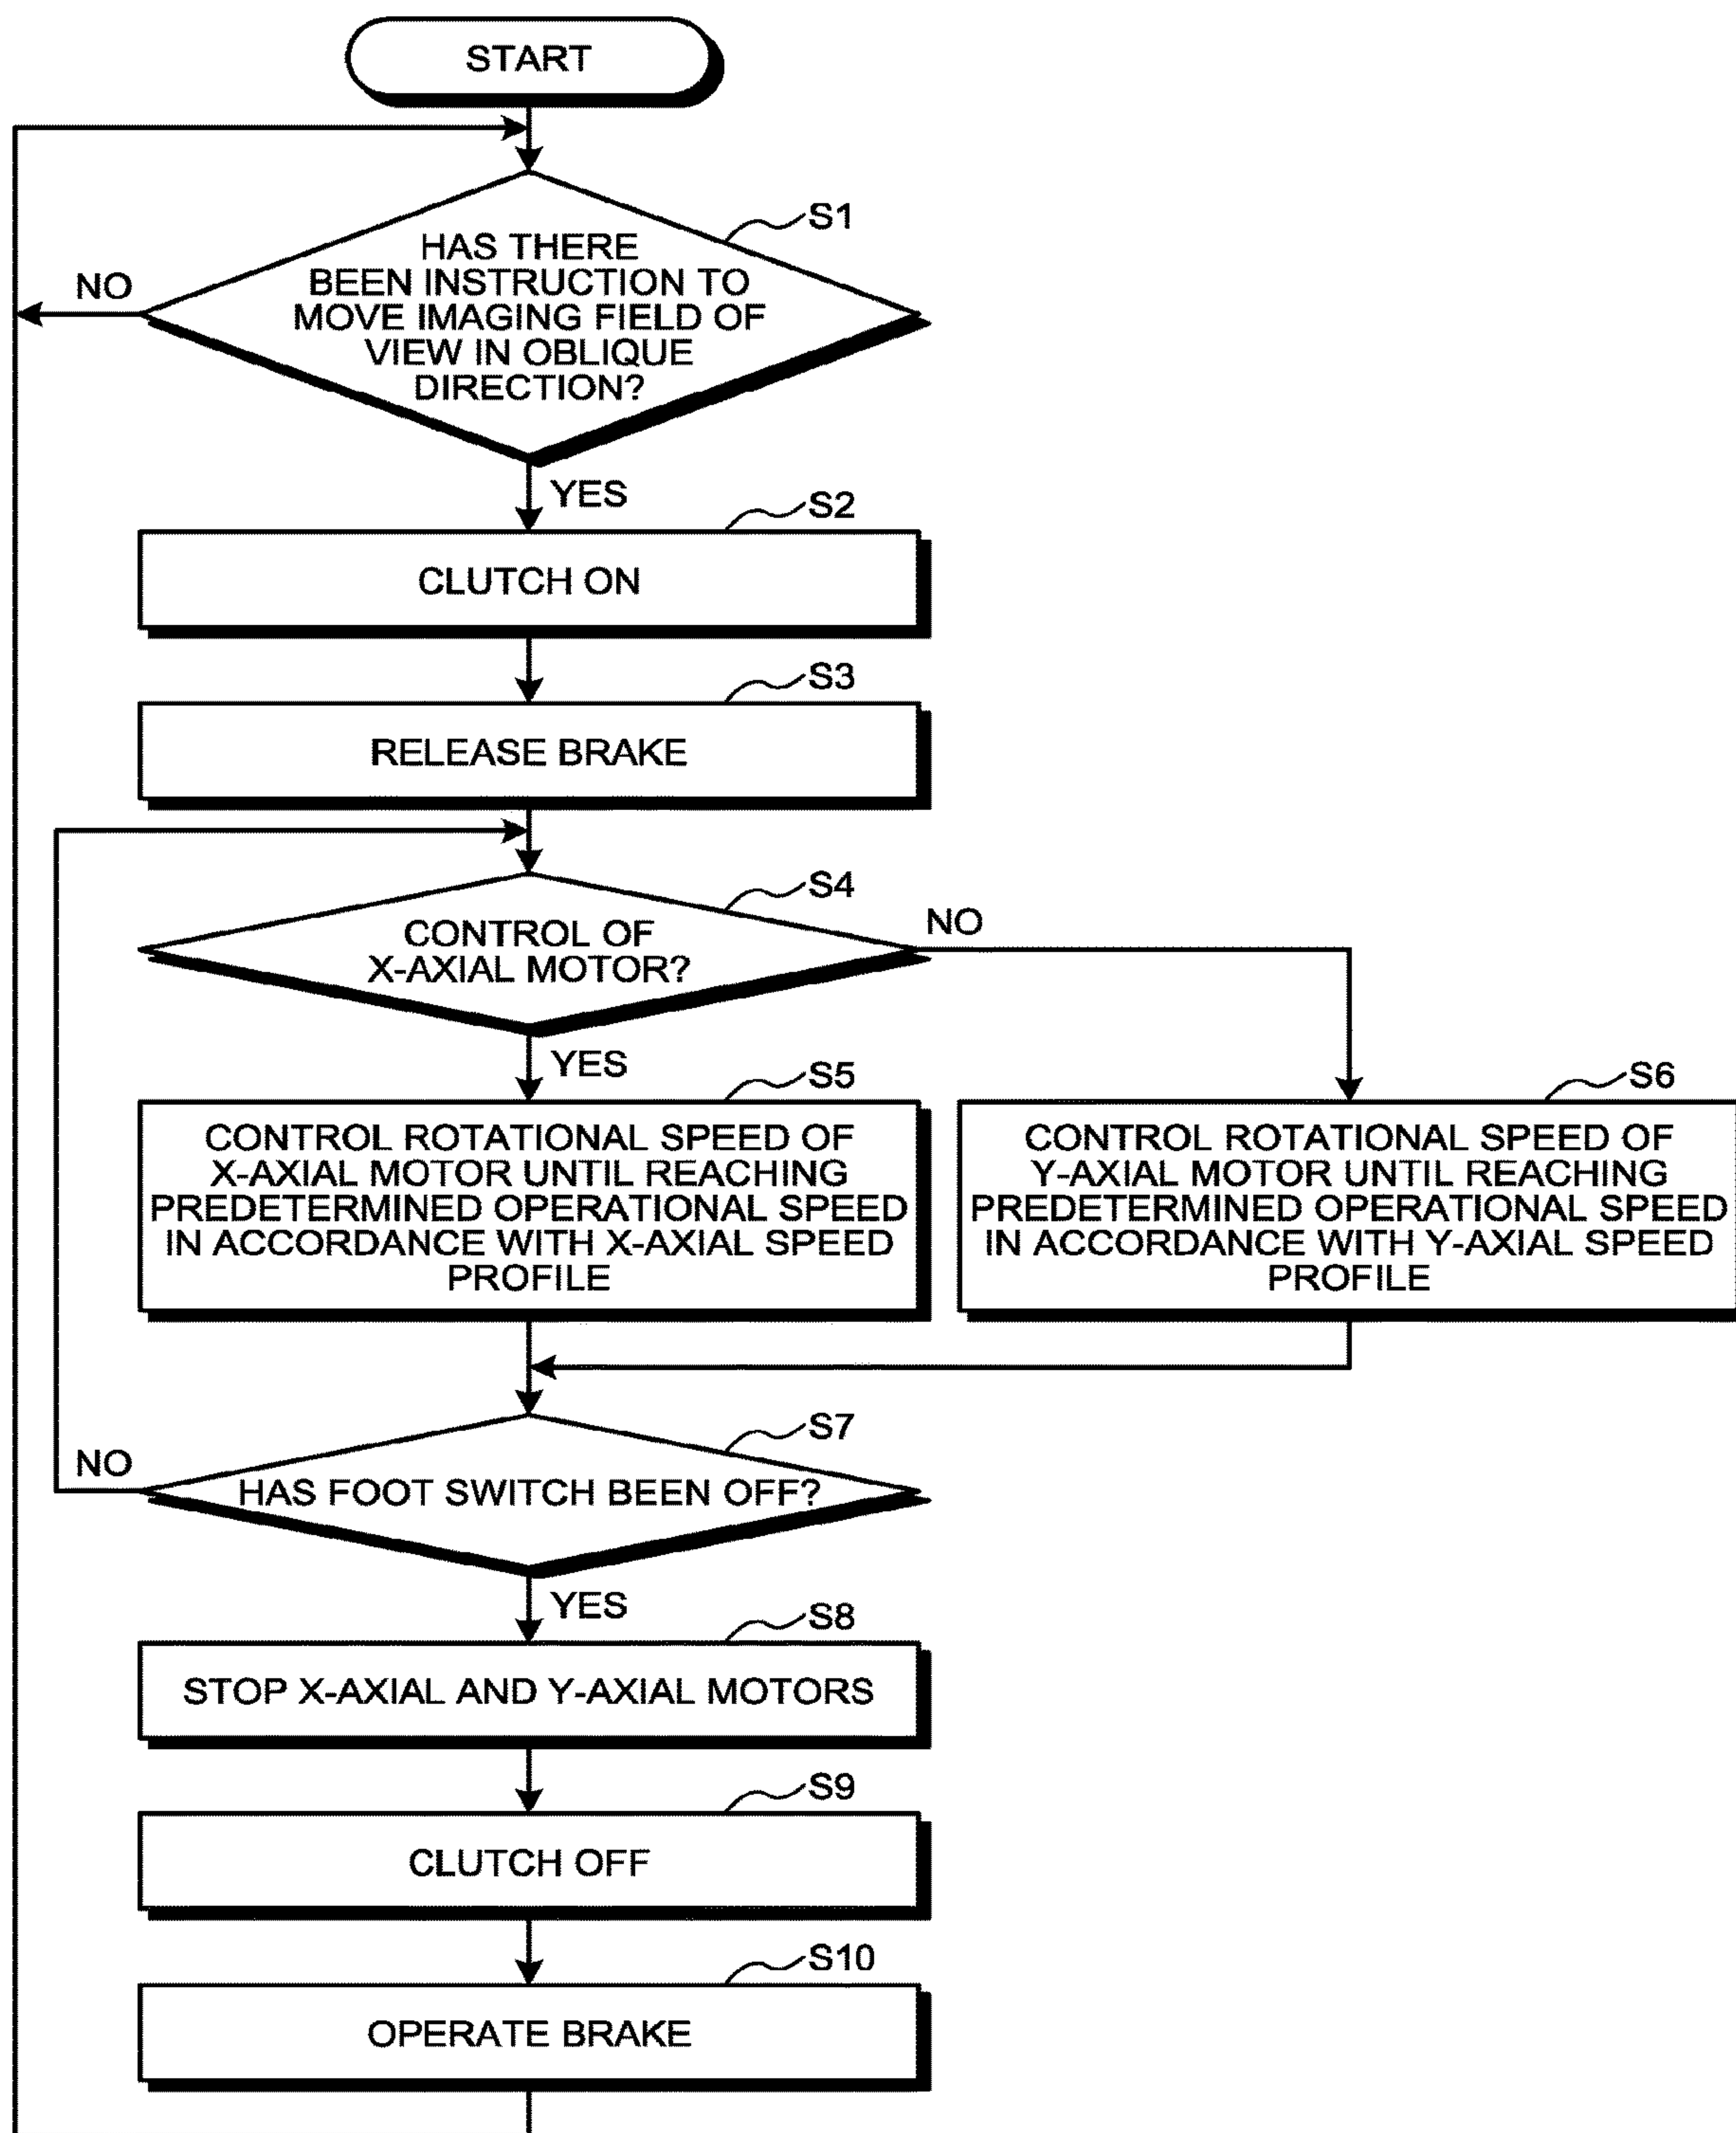 START
S1
HAS THERE
BEEN INSTRUCTION TO
MOVE IMAGING FIELD OF
VIEW IN OBLIQUE
DIRECTION?
NO
YES
S2
CLUTCH ON
S3
RELEASE BRAKE
S4
CONTROL OF
X-AXIAL MOTOR?
NO
YES
S5
CONTROL ROTATIONAL SPEED OF
X-AXIAL MOTOR UNTIL REACHING
PREDETERMINED OPERATIONAL SPEED
IN ACCORDANCE WITH X-AXIAL SPEED
PROFILE
S6
CONTROL ROTATIONAL SPEED OF
Y-AXIAL MOTOR UNTIL REACHING
PREDETERMINED OPERATIONAL SPEED
IN ACCORDANCE WITH Y-AXIAL SPEED
PROFILE
S7
HAS FOOT SWITCH BEEN OFF?
NO
YES
S8
STOP X-AXIAL AND Y-AXIAL MOTORS
S9
CLUTCH OFF
S10
OPERATE BRAKE